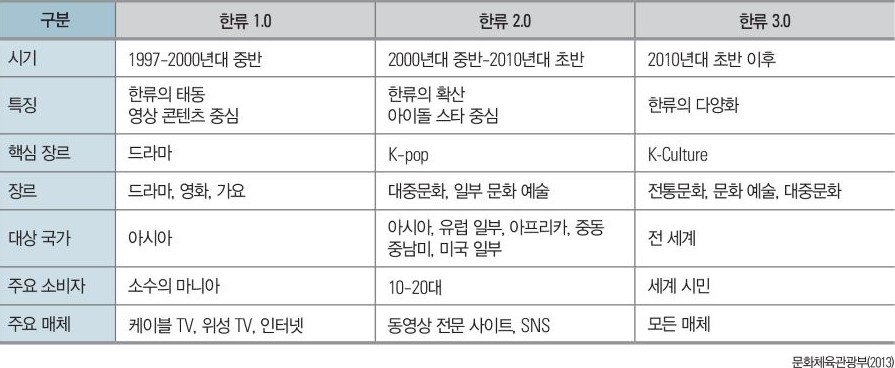 구분 한류 1.0 한류 2.0 한류 3.0
시기 1997-2000년대 중반 2000년대 중반-2010년대 초반 2010년대 초반 이후
특징 한류의 태동 영상 콘텐츠 중심 한류의 확산 아이돌 스타 중심 한류의 다양화
핵심 장르 드라마 K-pop K-Culture
장르 드라마, 영화, 가요 대중문화, 일부 문화 예술 전통문화, 문화 예술, 대중문화
대상 국가 아시아 아시아, 유럽 일부, 아프리카, 중동 중남미, 미국 일부 전 세계
주요 소비자 소수의 마니아 10-20대 세계 시민
주요 매체 케이블 TV, 위성 TV, 인터넷 동영상 전문 사이트, SNS 모든 매체
문화체육관광부(2013)